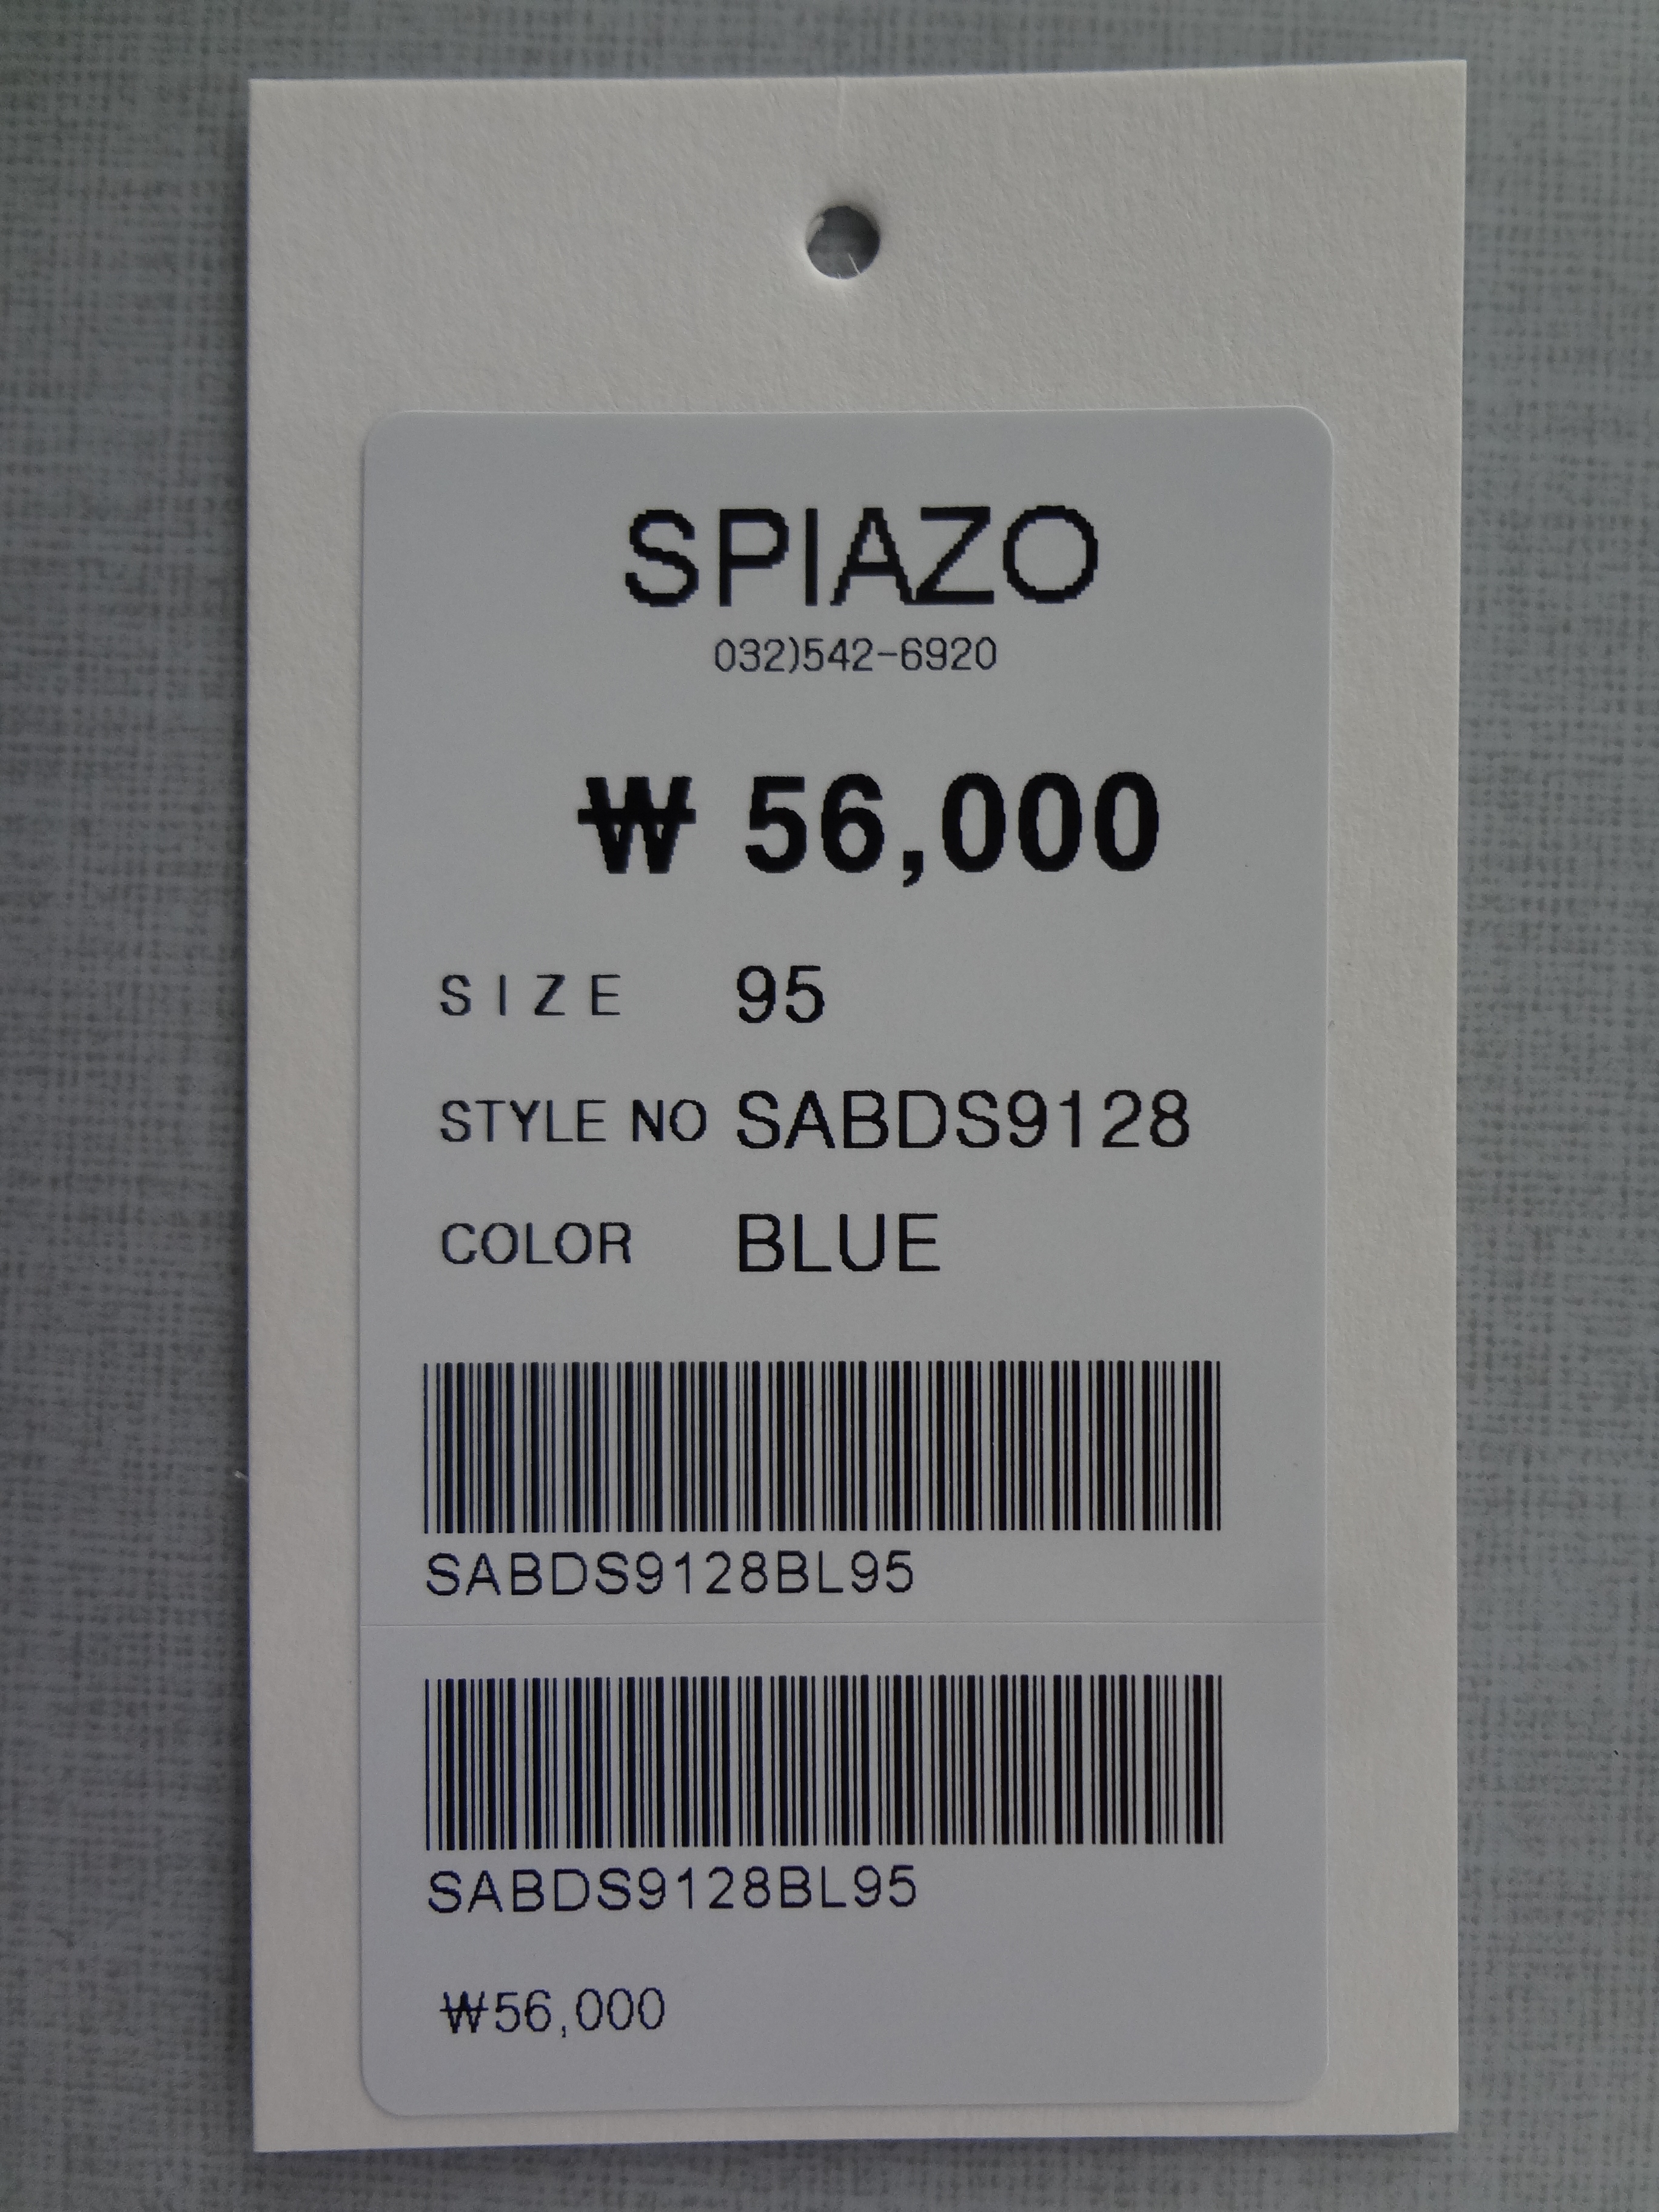 SPIAZO
032)542-6920
₩ 56,000
SIZE 95
STYLE NO SABDS9128
COLOR BLUE
SABDS9128BL95
SABDS9128BL95
₩56,000